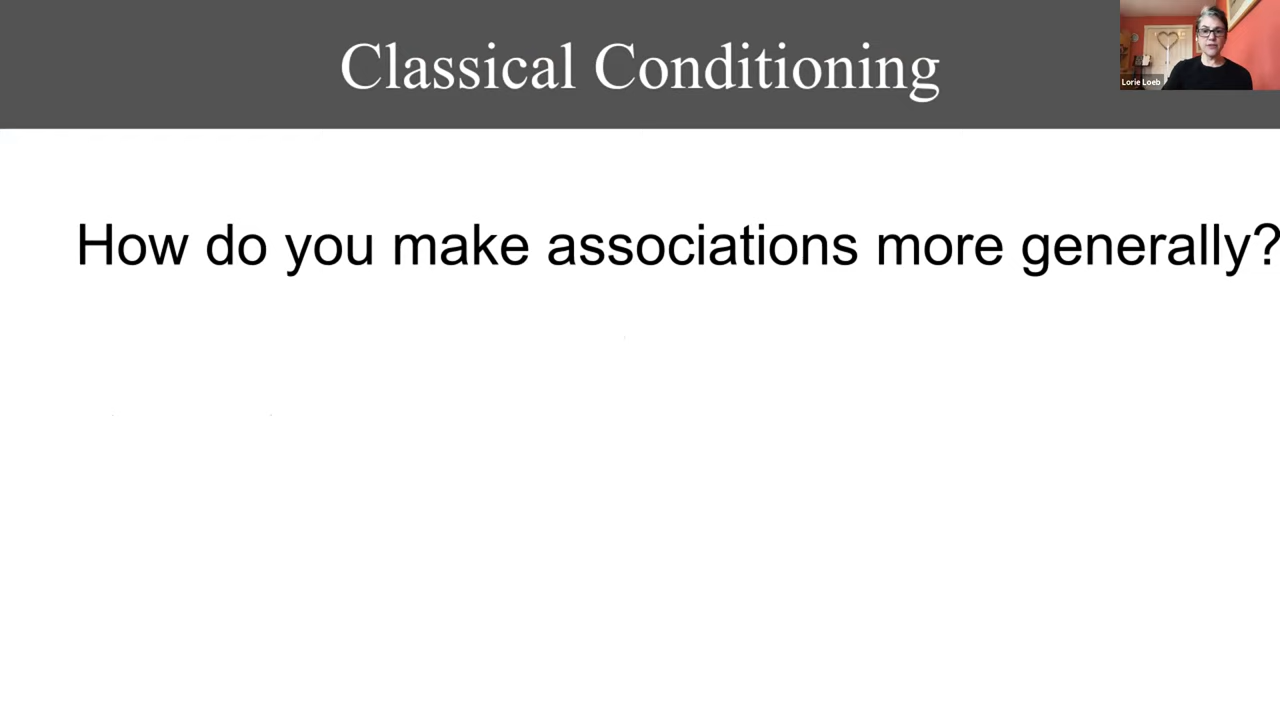 Classical Conditioning
Lorie Loeb
How do you make associations more generally?